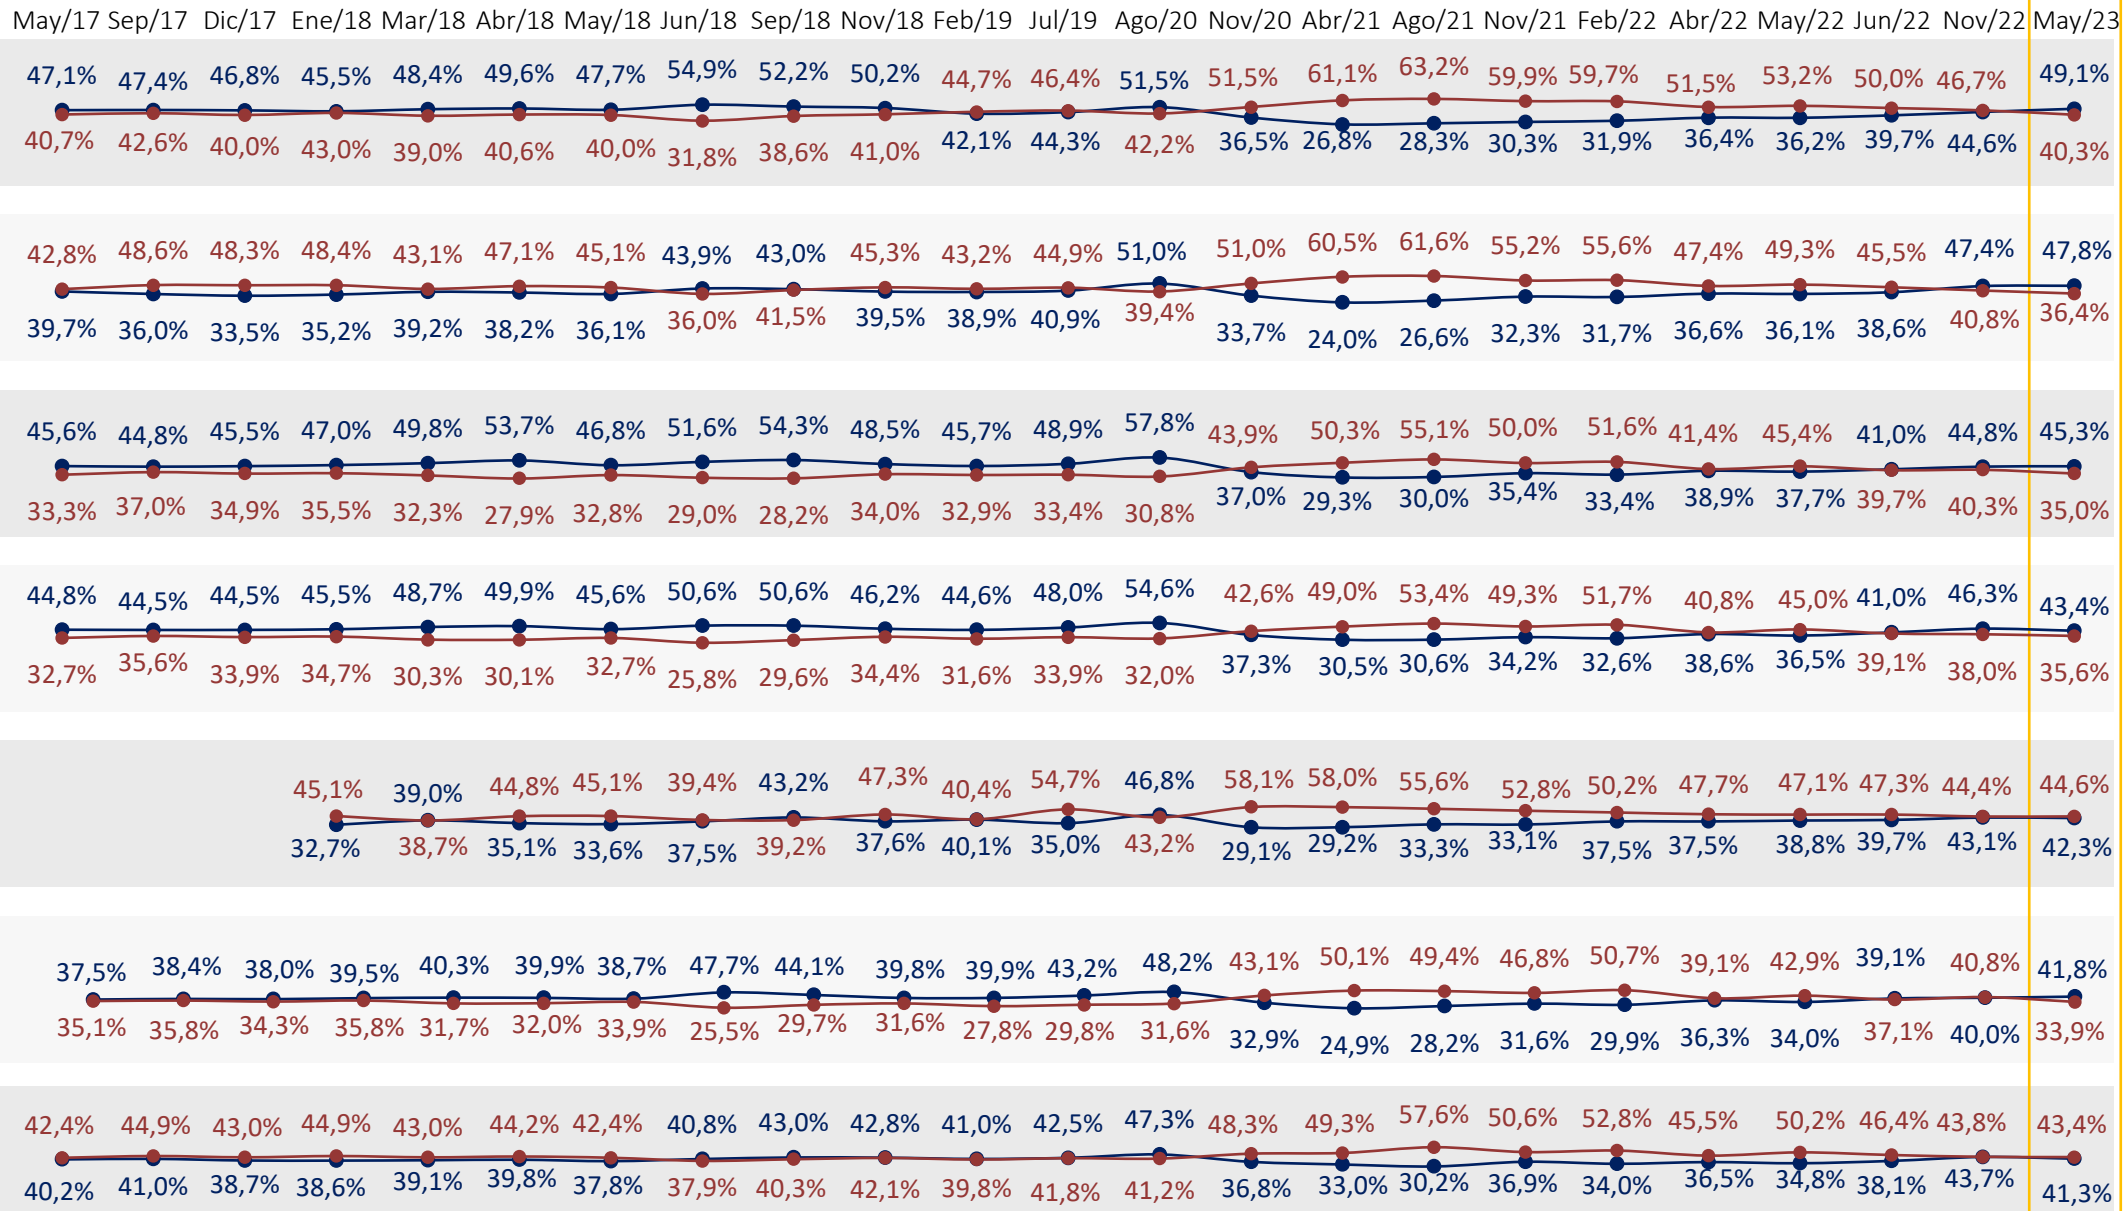 May/17 Sep/17 Dic/17 Ene/18 Mar/18 Abr/18 May/18 Jun/18 Sep/18 Nov/18 Feb/19 Jul/19 Ago/20 Nov/20 Abr/21 Ago/21 Nov/21 Feb/22 Abr/22 May/22 Jun/22 Nov/22 May/23
47,1% 47,4% 46,8% 45,5% 48,4% 49,6% 47,7% 54,9% 52,2% 50,2% 44,7% 46,4% 51,5% 51,5% 61,1% 63,2% 59,9% 59,7% 51,5% 53,2% 50,0% 46,7% 49,1%
40,7% 42,6% 40,0% 43,0% 39,0% 40,6% 40,0% 31,8% 38,6% 41,0% 42,1% 44,3% 42,2% 36,5% 26,8% 28,3% 30,3% 31,9% 36,4% 36,2% 39,7% 44,6% 40,3%
42,8% 48,6% 48,3% 48,4% 43,1% 47,1% 45,1% 43,9% 43,0% 45,3% 43,2% 44,9% 51,0% 51,0% 60,5% 61,6% 55,2% 55,6% 47,4% 49,3% 45,5% 47,4% 47,8%
39,7% 36,0% 33,5% 35,2% 39,2% 38,2% 36,1% 36,0% 41,5% 39,5% 38,9% 40,9% 39,4% 33,7% 24,0% 26,6% 32,3% 31,7% 36,6% 36,1% 38,6% 40,8% 36,4%
45,6% 44,8% 45,5% 47,0% 49,8% 53,7% 46,8% 51,6% 54,3% 48,5% 45,7% 48,9% 57,8% 43,9% 50,3% 55,1% 50,0% 51,6% 41,4% 45,4% 41,0% 44,8% 45,3%
33,3% 37,0% 34,9% 35,5% 32,3% 27,9% 32,8% 29,0% 28,2% 34,0% 32,9% 33,4% 30,8% 37,0% 29,3% 30,0% 35,4% 33,4% 38,9% 37,7% 39,7% 40,3% 35,0%
44,8% 44,5% 44,5% 45,5% 48,7% 49,9% 45,6% 50,6% 50,6% 46,2% 44,6% 48,0% 54,6% 42,6% 49,0% 53,4% 49,3% 51,7% 40,8% 45,0% 41,0% 46,3% 43,4%
32,7% 35,6% 33,9% 34,7% 30,3% 30,1% 32,7% 25,8% 29,6% 34,4% 31,6% 33,9% 32,0% 37,3% 30,5% 30,6% 34,2% 32,6% 38,6% 36,5% 39,1% 38,0% 35,6%
45,1% 39,0% 44,8% 45,1% 39,4% 43,2% 47,3% 40,4% 54,7% 46,8% 58,1% 58,0% 55,6% 52,8% 50,2% 47,7% 47,1% 47,3% 44,4% 44,6%
32,7% 38,7% 35,1% 33,6% 37,5% 39,2% 37,6% 40,1% 35,0% 43,2% 29,1% 29,2% 33,3% 33,1% 37,5% 37,5% 38,8% 39,7% 43,1% 42,3%
37,5% 38,4% 38,0% 39,5% 40,3% 39,9% 38,7% 47,7% 44,1% 39,8% 39,9% 43,2% 48,2% 43,1% 50,1% 49,4% 46,8% 50,7% 39,1% 42,9% 39,1% 40,8% 41,8%
35,1% 35,8% 34,3% 35,8% 31,7% 32,0% 33,9% 25,5% 29,7% 31,6% 27,8% 29,8% 31,6% 32,9% 24,9% 28,2% 31,6% 29,9% 36,3% 34,0% 37,1% 40,0% 33,9%
42,4% 44,9% 43,0% 44,9% 43,0% 44,2% 42,4% 40,8% 43,0% 42,8% 41,0% 42,5% 47,3% 48,3% 49,3% 57,6% 50,6% 52,8% 45,5% 50,2% 46,4% 43,8% 43,4%
40,2% 41,0% 38,7% 38,6% 39,1% 39,8% 37,8% 37,9% 40,3% 42,1% 39,8% 41,8% 41,2% 36,8% 33,0% 30,2% 36,9% 34,0% 36,5% 34,8% 38,1% 43,7% 41,3%